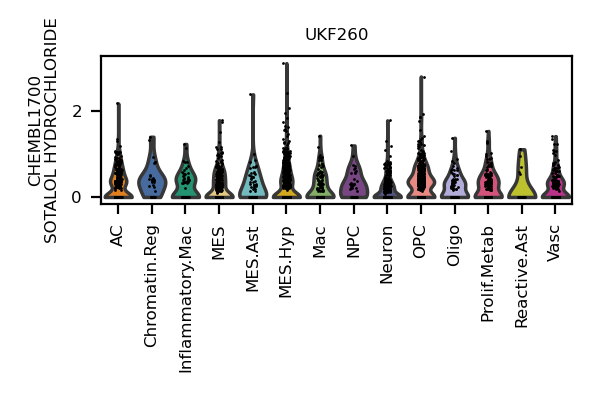 UKF260
CHEMBL1700
SOTALOL HYDROCHLORIDE
2
0
AC
Chromatin.Reg
Inflammatory.Mac
MES
MES.Ast
MES.Hyp
Mac
NPC
Neuron
OPC
Oligo
Prolif.Metab
Reactive.Ast
Vasc